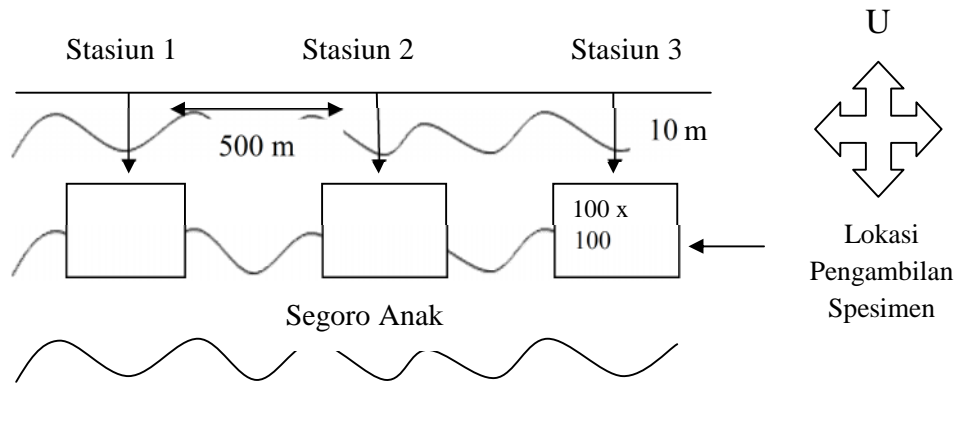 U
Stasiun 1 Stasiun 2 Stasiun 3
500 m
10 m
100 x
100
Lokasi
Pengambilan
Spesimen
Segoro Anak